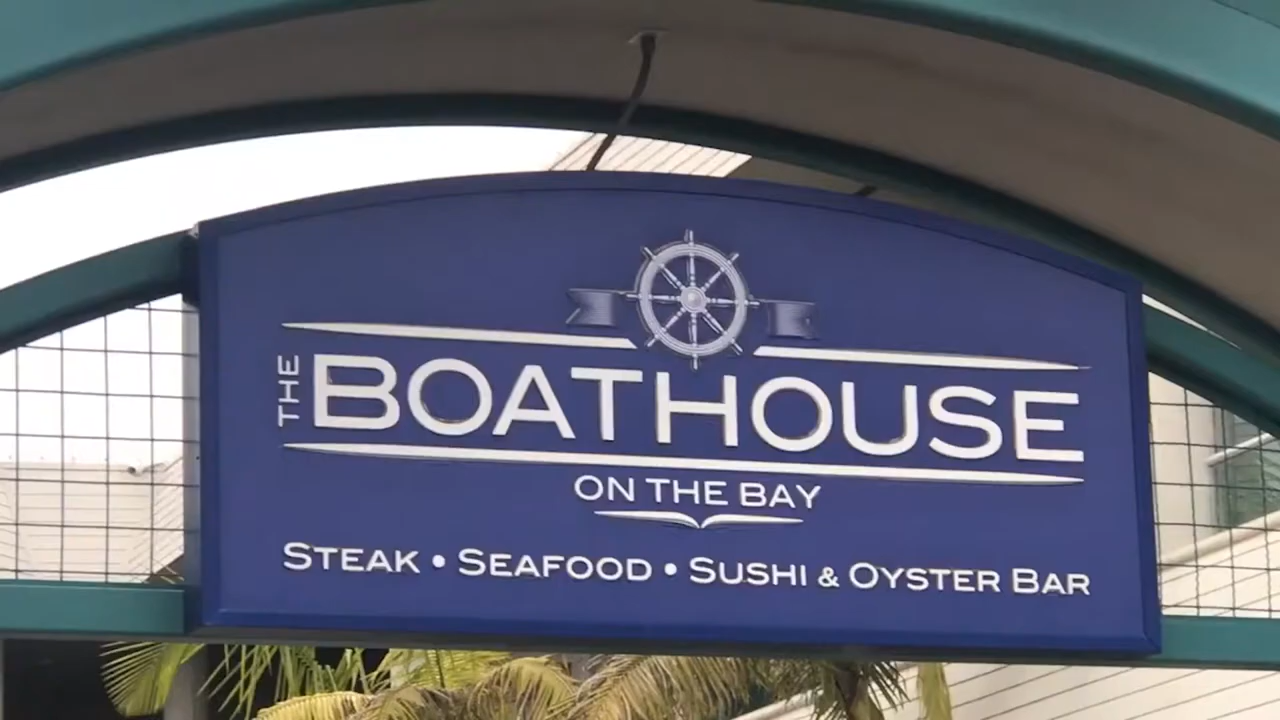 THE BOATHOUSE
ON THE BAY
STEAK • SEAFOOD • SUSHI & OYSTER BAR